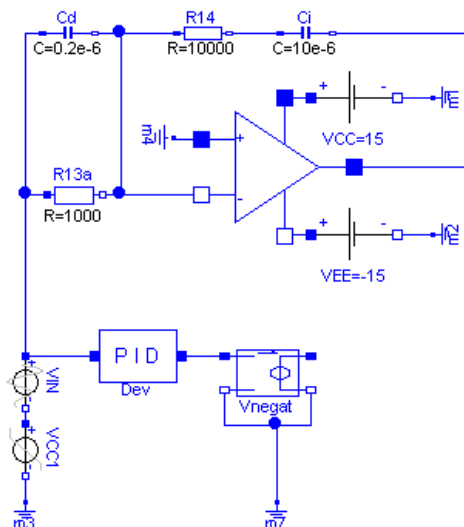 Cd
C=0.2e-6
R14
R=10000
Ci
C=10e-6
+
-
m1
VCC=15
m4
+
-
R13a
R=1000
+
-
m2
VEE=-15
PID
Dev
Vnegat
+
VIN
-
+
VCC1
-
m3
m7